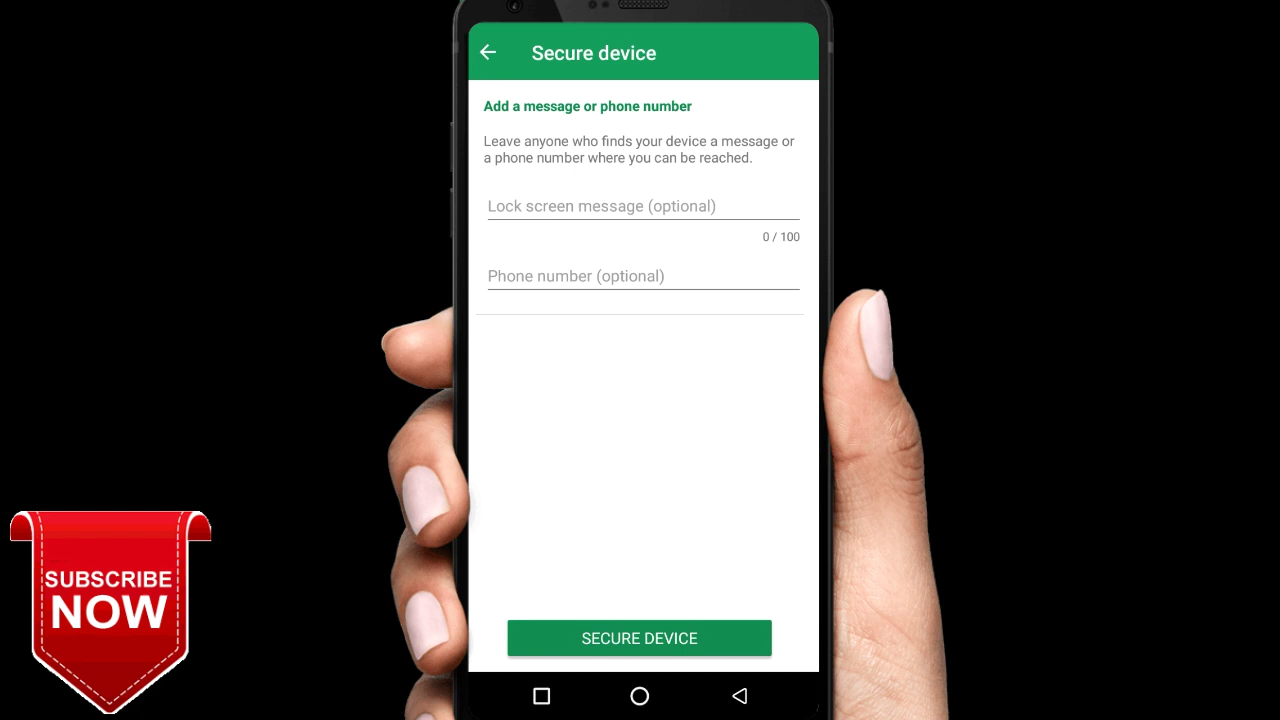 Secure device
Add a message or phone number
Leave anyone who finds your device a message or
a phone number where you can be reached.
Lock screen message (optional)
0 / 100
Phone number (optional)
SECURE DEVICE
SUBSCRIBE
NOW